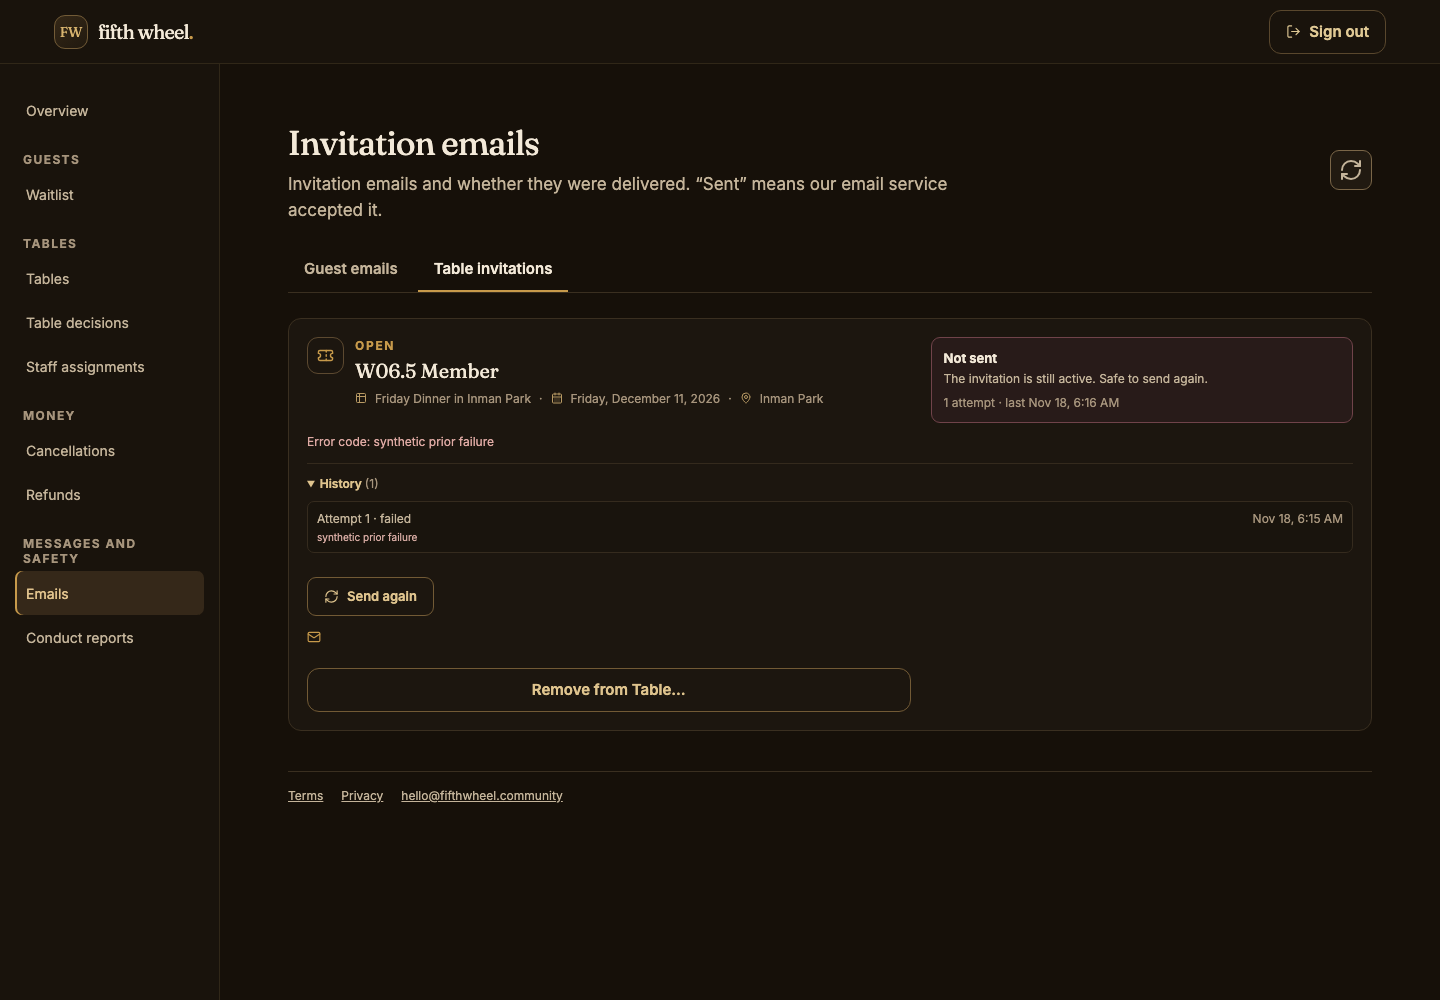 FW fifth wheel.
Sign out
Overview
GUESTS
Waitlist
TABLES
Tables
Table decisions
Staff assignments
MONEY
Cancellations
Refunds
MESSAGES AND
SAFETY
Emails
Conduct reports
Invitation emails
Invitation emails and whether they were delivered. “Sent” means our email service
accepted it.
Guest emails
Table invitations
OPEN
W06.5 Member
Friday Dinner in Inman Park · Friday, December 11, 2026 · Inman Park
Not sent
The invitation is still active. Safe to send again.
1 attempt · last Nov 18, 6:16 AM
Error code: synthetic prior failure
▼ History (1)
Attempt 1 · failed
Nov 18, 6:15 AM
synthetic prior failure
Send again
Remove from Table...
Terms
Privacy
hello@fifthwheel.community